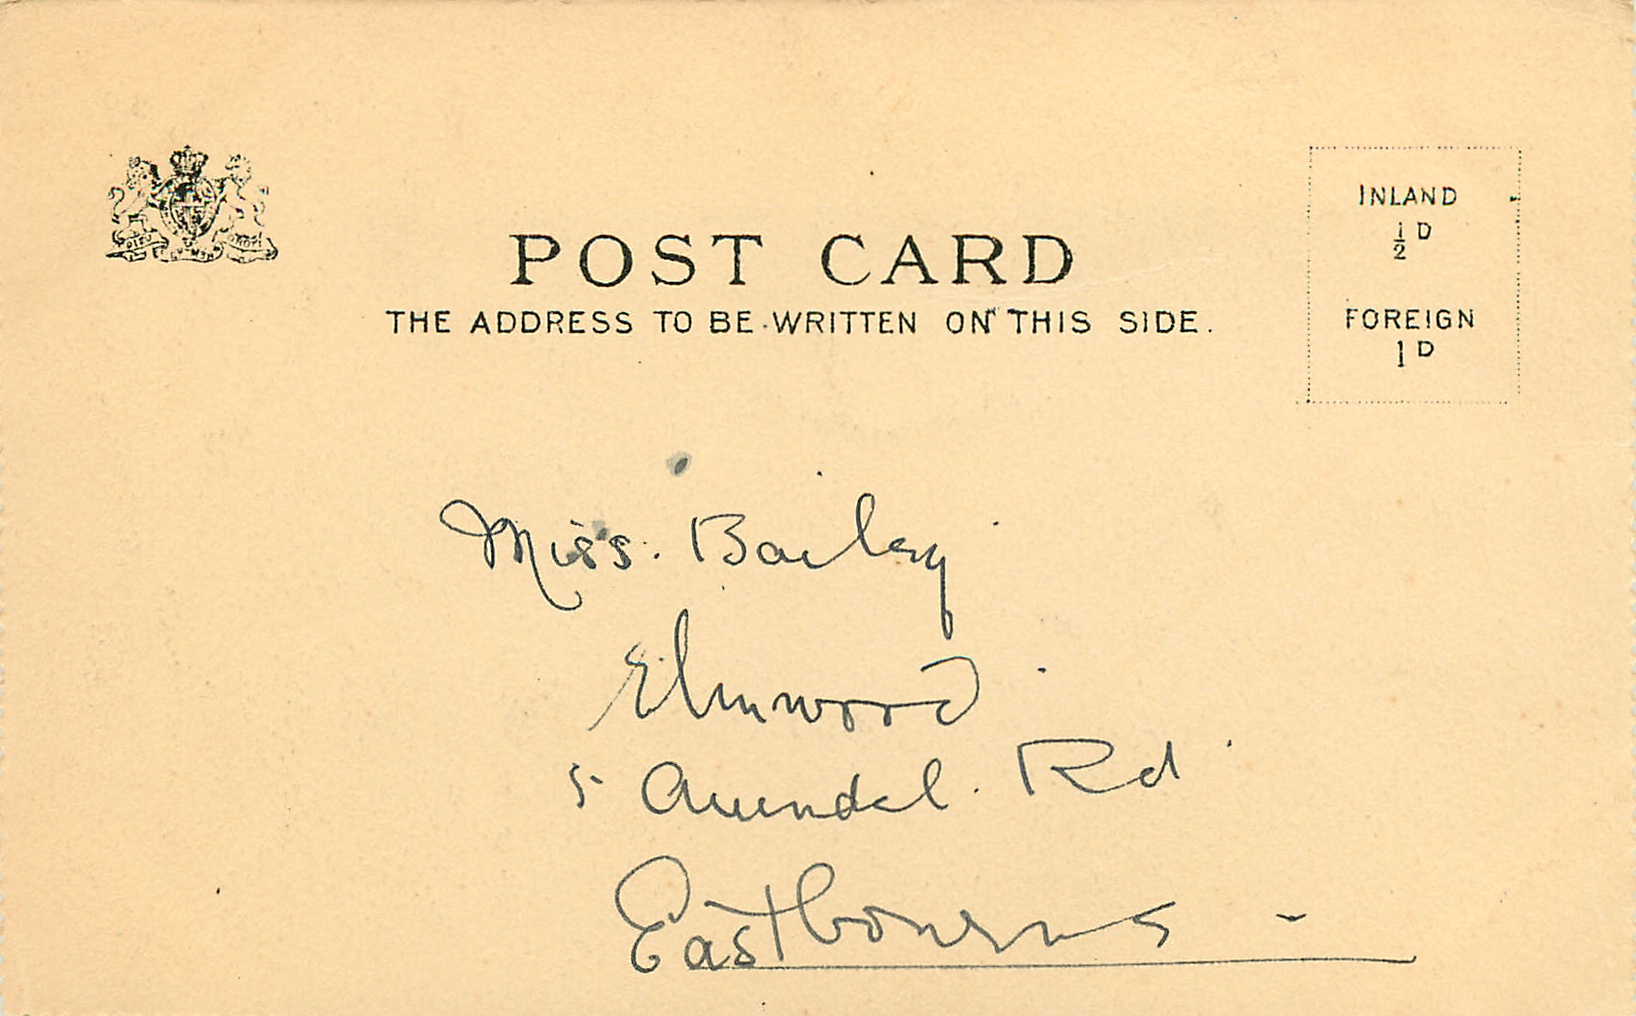 POST CARD
THE ADDRESS TO BE WRITTEN ON THIS SIDE.
INLAND
½D
FOREIGN
1D
Miss. Bailey
Elmwood
5 Arundel. Rd
Eastbourne